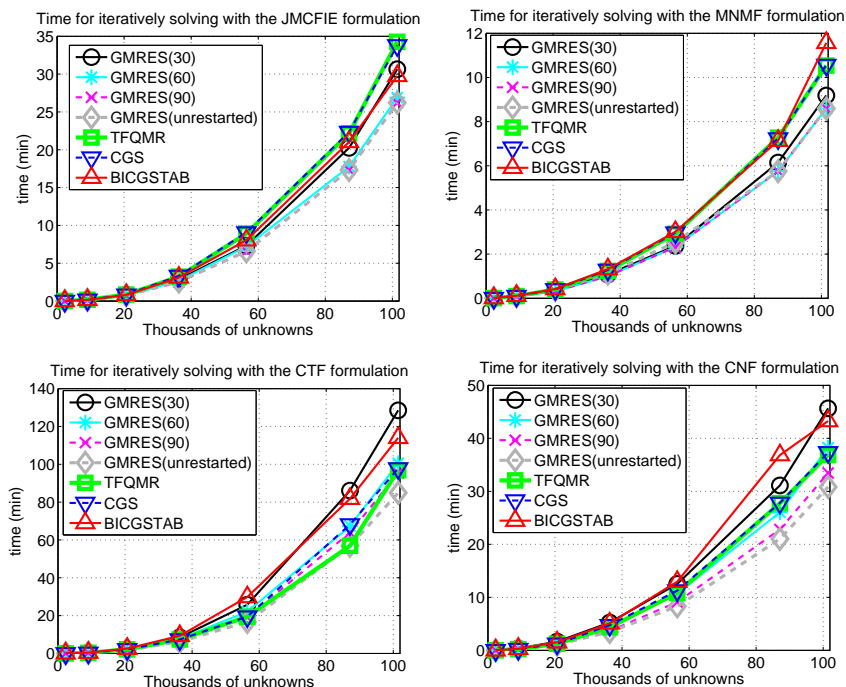 Time for iteratively solving with the JMCFIE formulation
35
30
25
20
15
10
5
0
time (min)
GMRES(30)
GMRES(60)
GMRES(90)
GMRES(unrestarted)
TFQMR
CGS
BICGSTAB
0 20 40 60 80 100
Thousands of unknowns
Time for iteratively solving with the MNMF formulation
12
10
8
6
4
2
0
time (min)
GMRES(30)
GMRES(60)
GMRES(90)
GMRES(unrestarted)
TFQMR
CGS
BICGSTAB
0 20 40 60 80 100
Thousands of unknowns
Time for iteratively solving with the CTF formulation
140
120
100
80
60
40
20
0
time (min)
GMRES(30)
GMRES(60)
GMRES(90)
GMRES(unrestarted)
TFQMR
CGS
BICGSTAB
0 20 40 60 80 100
Thousands of unknowns
Time for iteratively solving with the CNF formulation
50
40
30
20
10
0
time (min)
GMRES(30)
GMRES(60)
GMRES(90)
GMRES(unrestarted)
TFQMR
CGS
BICGSTAB
0 20 40 60 80 100
Thousands of unknowns